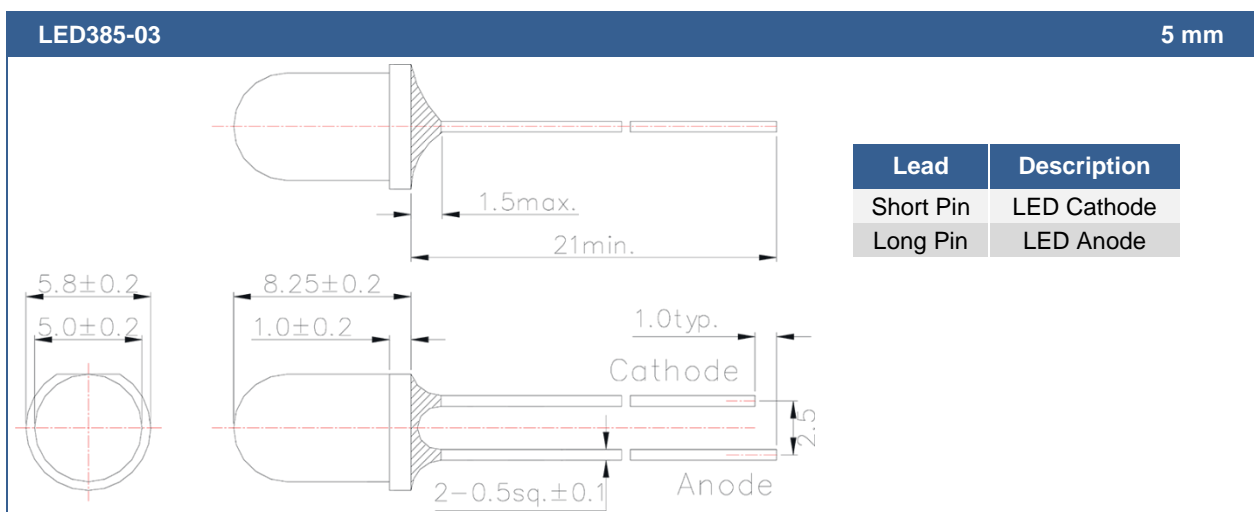 LED385-03 5 mm
1.5max.
21min.
Lead Description
Short Pin LED Cathode
Long Pin LED Anode
5.8±0.2
8.25±0.2
5.0±0.2
1.0±0.2
1.0typ.
Cathode
2.5
2-0.5sq.±0.1
Anode